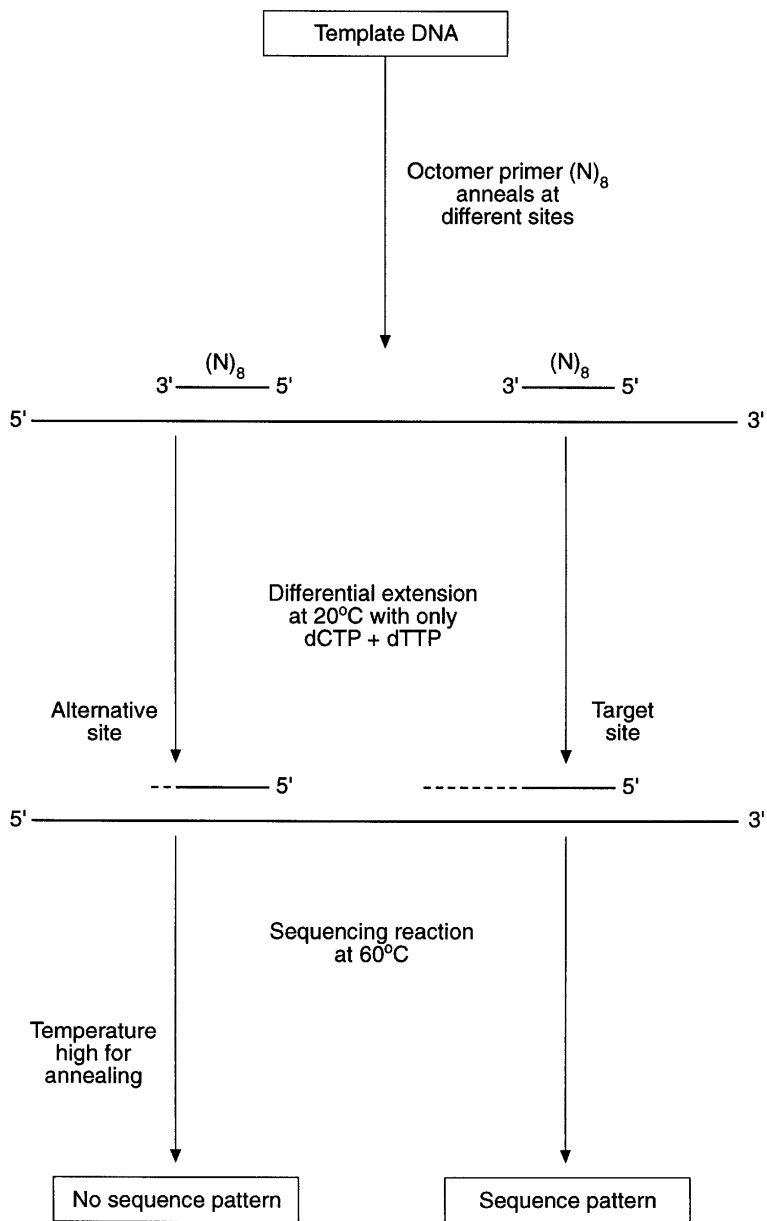 Template DNA
Octomer primer (N)8
anneals at
different sites
(N)8
(N)8
3' 5'
3' 5'
5' 3'
Differential extension
at 20°C with only
dCTP + dTTP
Alternative
site
Target
site
5'
5'
5' 3'
Sequencing reaction
at 60°C
Temperature
high for
annealing
No sequence pattern
Sequence pattern